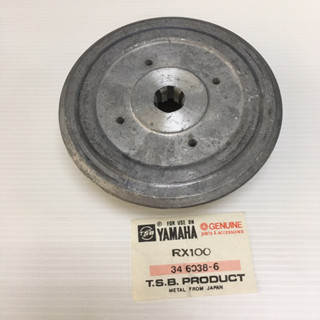 T.S.B. FOR USE ON YAMAHA GENUINE
parts & accessories
RX100
34 6038-6
T.S.B. PRODUCT
METAL FROM JAPAN